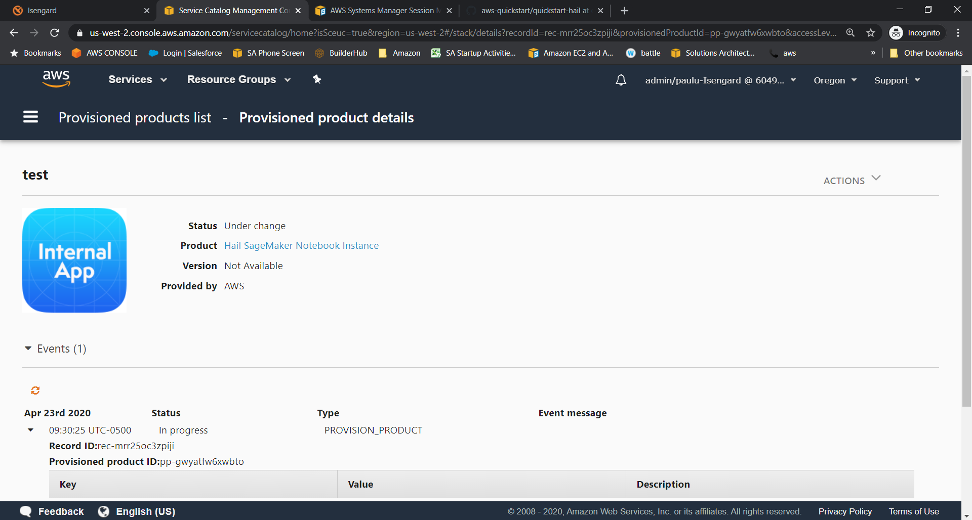 Isengard
Service Catalog Management Co
AWS Systems Manager Session M
aws-quickstart/quickstart-hail at
us-west-2.console.aws.amazon.com/servicecatalog/home?isSceuc=true&region=us-west-2#/stack/details?recordId=rec-mrr25oc3zpiji&provisionedProductId=pp-gwyatfw6xwbto&accessLev...
Incognito
Bookmarks AWS CONSOLE Login | Salesforce SA Phone Screen BuilderHub Amazon SA Startup Activitie... Amazon EC2 and A... battle Solutions Architect... aws » Other bookmarks
aws Services Resource Groups admin/paulu-Isengard @ 6049... Oregon Support
Provisioned products list - Provisioned product details
test
ACTIONS
Internal
App
Status Under change
Product Hail SageMaker Notebook Instance
Version Not Available
Provided by AWS
Events (1)
Apr 23rd 2020 Status Type Event message
09:30:25 UTC-0500 In progress PROVISION_PRODUCT
Record ID:rec-mrr25oc3zpiji
Provisioned product ID:pp-gwyatfw6xwbto
Key Value Description
Feedback English (US) © 2008 - 2020, Amazon Web Services, Inc. or its affiliates. All rights reserved. Privacy Policy Terms of Use